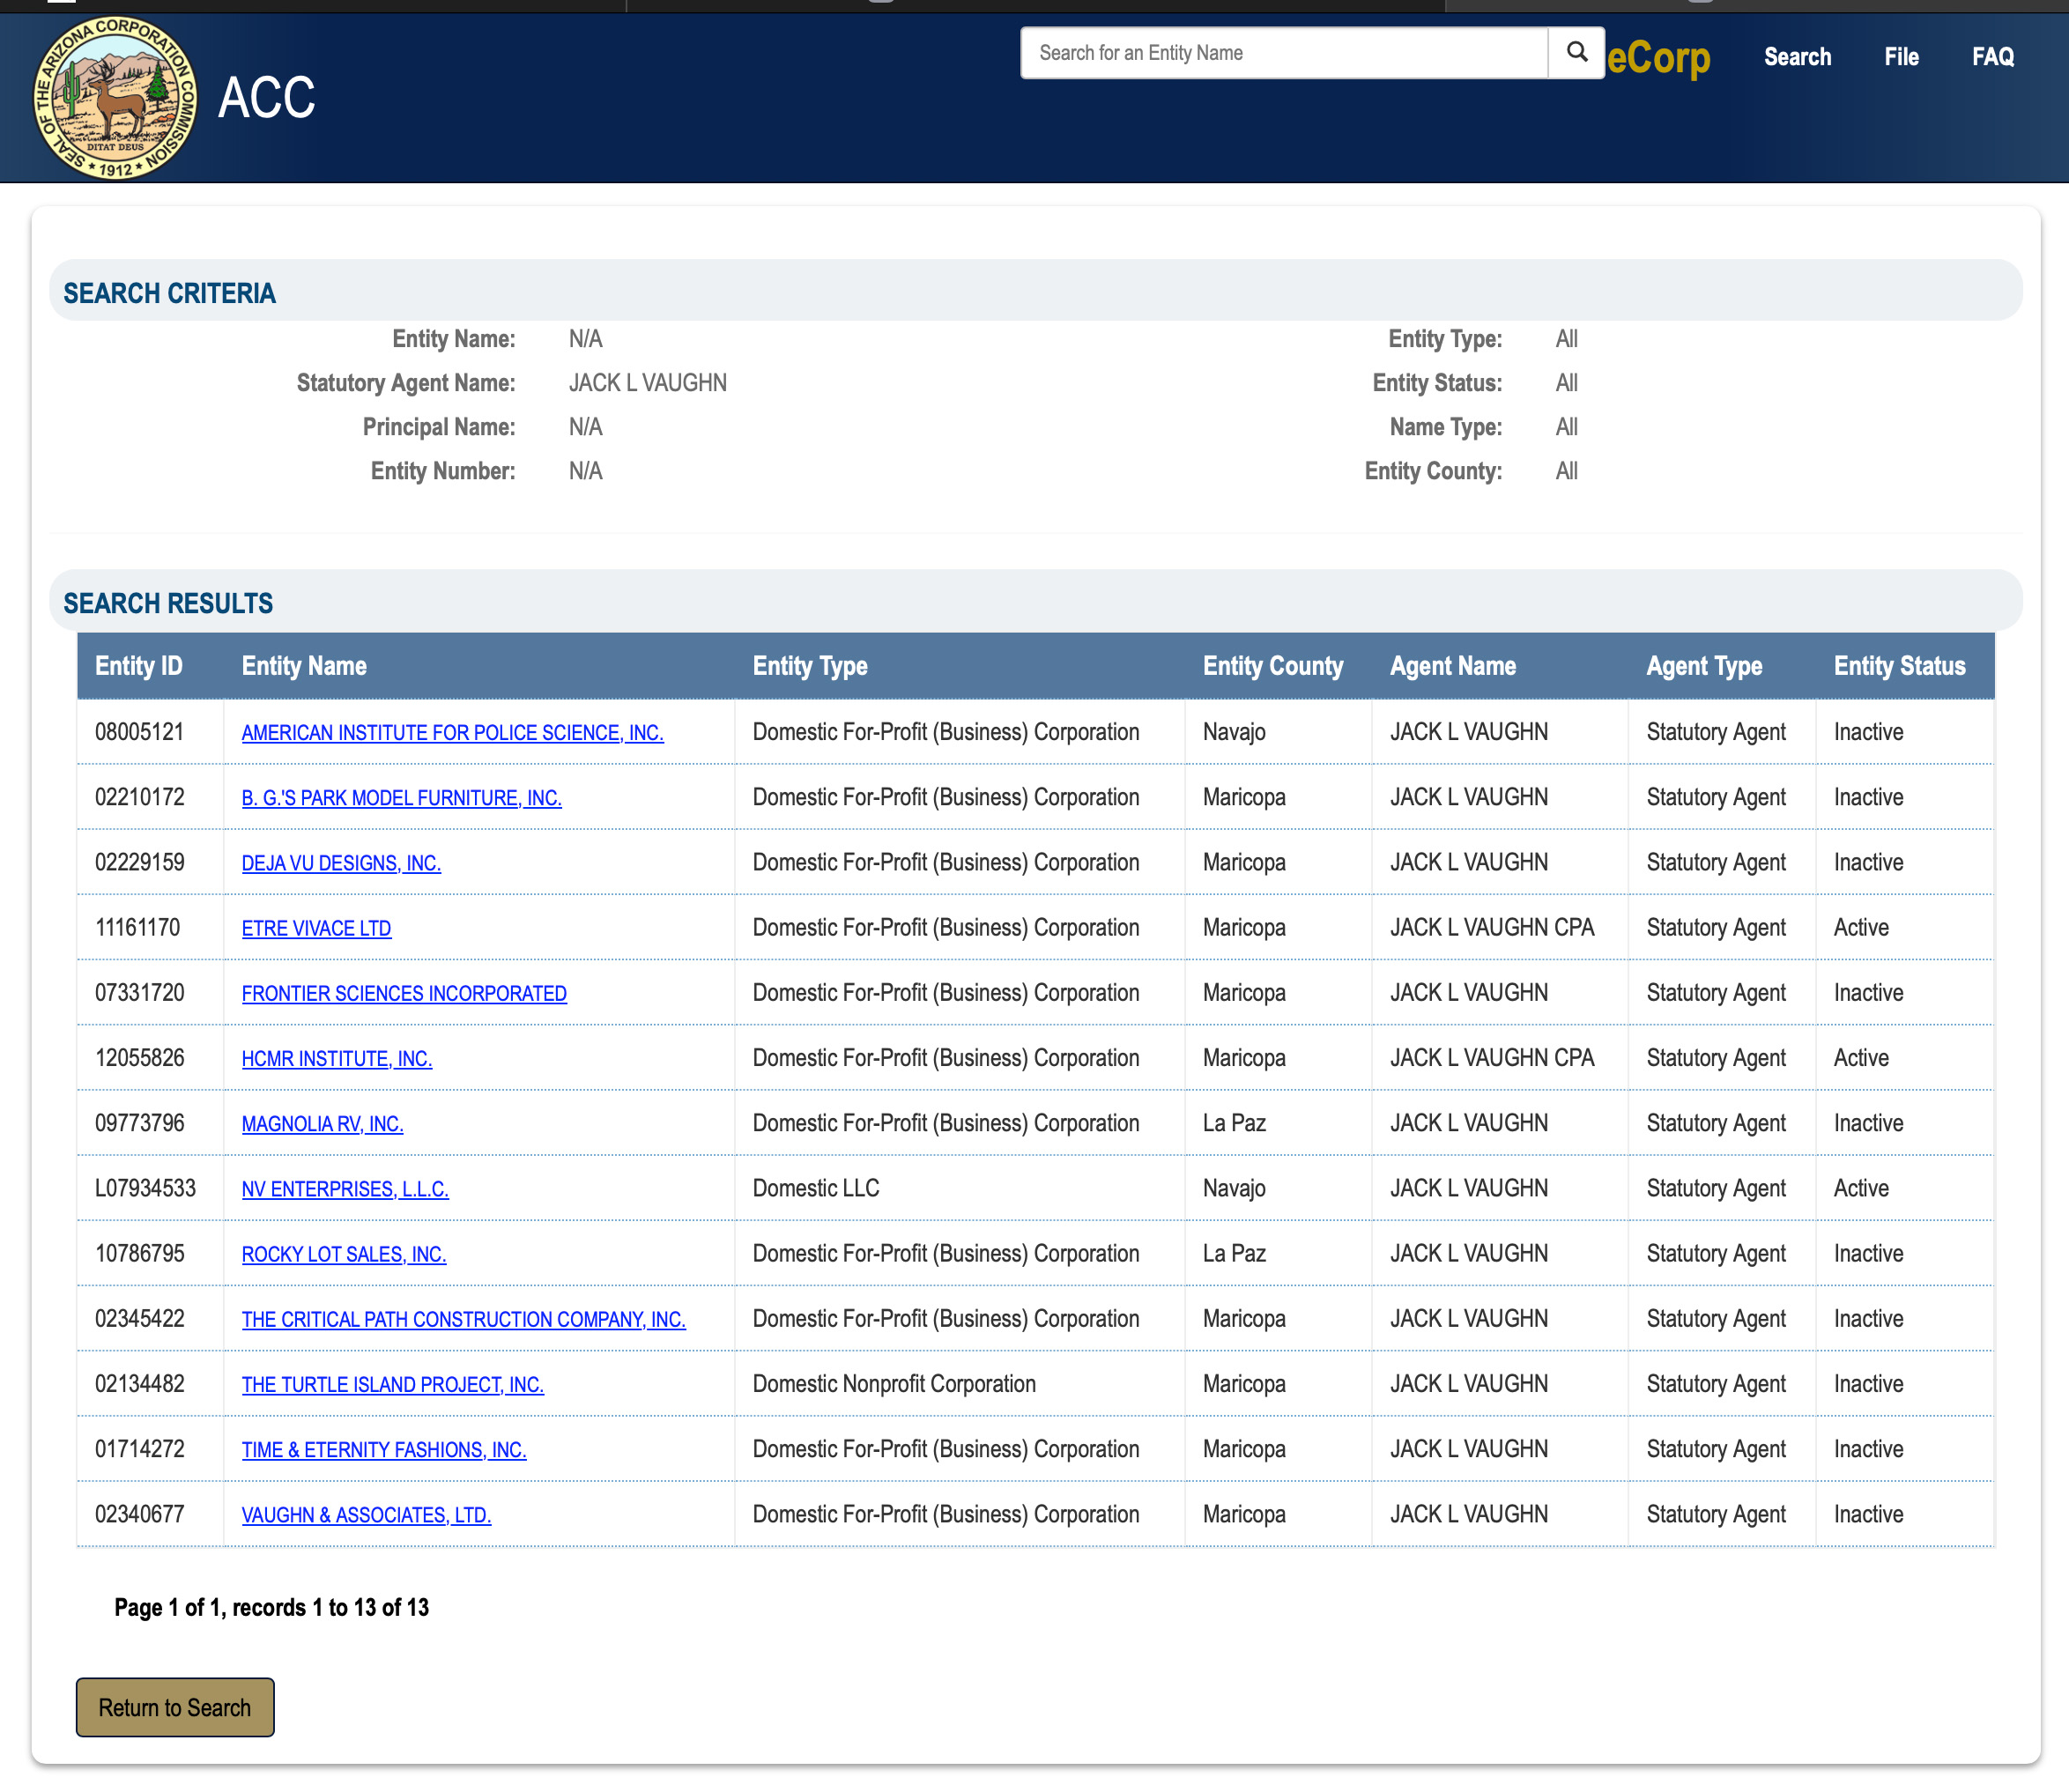 SEAL OF THE ARIZONA CORPORATION COMMISSION
DITAT DEUS
1912
ACC
Search for an Entity Name
eCorp Search File FAQ
SEARCH CRITERIA
Entity Name: N/A Entity Type: All
Statutory Agent Name: JACK L VAUGHN Entity Status: All
Principal Name: N/A Name Type: All
Entity Number: N/A Entity County: All
SEARCH RESULTS
Entity ID Entity Name Entity Type Entity County Agent Name Agent Type Entity Status
08005121 AMERICAN INSTITUTE FOR POLICE SCIENCE, INC. Domestic For-Profit (Business) Corporation Navajo JACK L VAUGHN Statutory Agent Inactive
02210172 B. G.'S PARK MODEL FURNITURE, INC. Domestic For-Profit (Business) Corporation Maricopa JACK L VAUGHN Statutory Agent Inactive
02229159 DEJA VU DESIGNS, INC. Domestic For-Profit (Business) Corporation Maricopa JACK L VAUGHN Statutory Agent Inactive
11161170 ETRE VIVACE LTD Domestic For-Profit (Business) Corporation Maricopa JACK L VAUGHN CPA Statutory Agent Active
07331720 FRONTIER SCIENCES INCORPORATED Domestic For-Profit (Business) Corporation Maricopa JACK L VAUGHN Statutory Agent Inactive
12055826 HCMR INSTITUTE, INC. Domestic For-Profit (Business) Corporation Maricopa JACK L VAUGHN CPA Statutory Agent Active
09773796 MAGNOLIA RV, INC. Domestic For-Profit (Business) Corporation La Paz JACK L VAUGHN Statutory Agent Inactive
L07934533 NV ENTERPRISES, L.L.C. Domestic LLC Navajo JACK L VAUGHN Statutory Agent Active
10786795 ROCKY LOT SALES, INC. Domestic For-Profit (Business) Corporation La Paz JACK L VAUGHN Statutory Agent Inactive
02345422 THE CRITICAL PATH CONSTRUCTION COMPANY, INC. Domestic For-Profit (Business) Corporation Maricopa JACK L VAUGHN Statutory Agent Inactive
02134482 THE TURTLE ISLAND PROJECT, INC. Domestic Nonprofit Corporation Maricopa JACK L VAUGHN Statutory Agent Inactive
01714272 TIME & ETERNITY FASHIONS, INC. Domestic For-Profit (Business) Corporation Maricopa JACK L VAUGHN Statutory Agent Inactive
02340677 VAUGHN & ASSOCIATES, LTD. Domestic For-Profit (Business) Corporation Maricopa JACK L VAUGHN Statutory Agent Inactive
Page 1 of 1, records 1 to 13 of 13
Return to Search